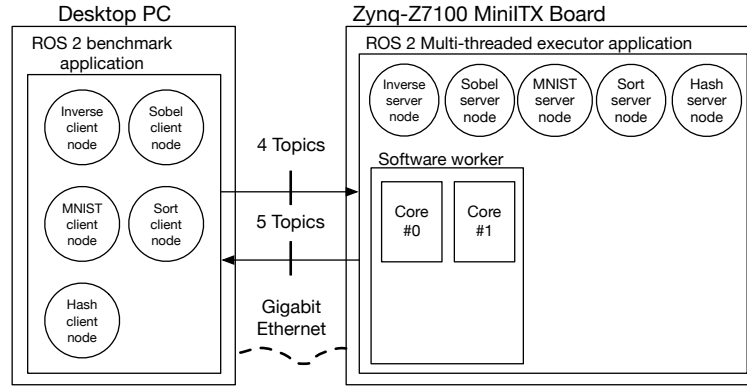 Desktop PC
ROS 2 benchmark
application
Inverse
client
node
Sobel
client
node
MNIST
client
node
Sort
client
node
Hash
client
node
4 Topics
5 Topics
Gigabit
Ethernet
Zynq-Z7100 MiniITX Board
ROS 2 Multi-threaded executor application
Inverse
server
node
Sobel
server
node
MNIST
server
node
Sort
server
node
Hash
server
node
Software worker
Core
#0
Core
#1